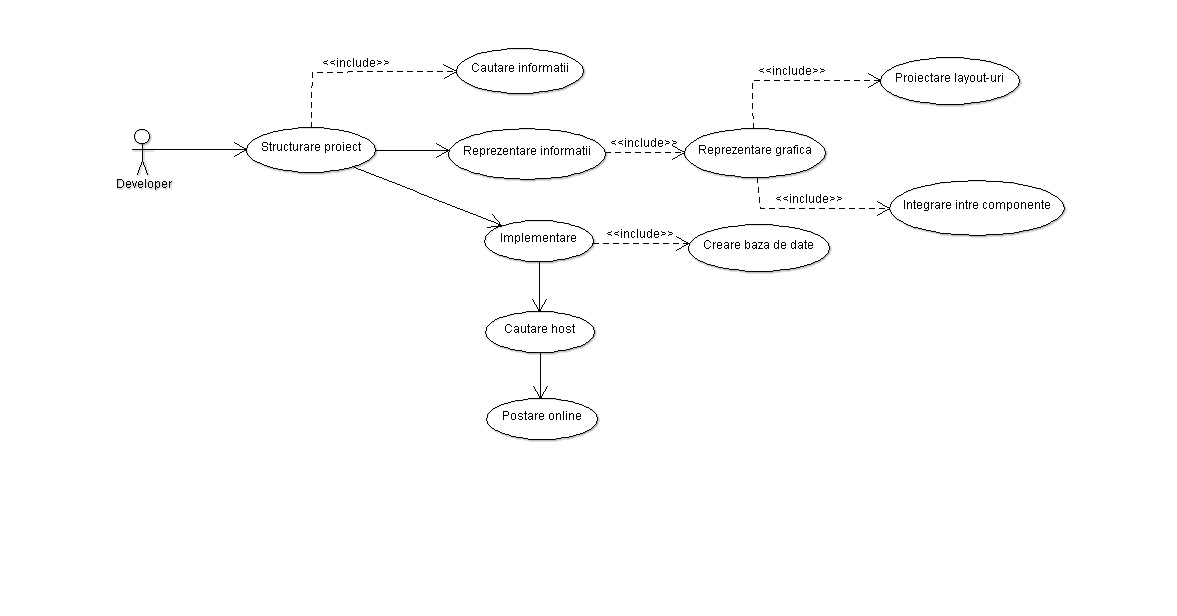 <<include>>
Cautare informatii
<<include>>
Proiectare layout-uri
Developer
Structurare proiect
Reprezentare informatii
<<include>>
Reprezentare grafica
<<include>>
Integrare intre componente
Implementare
<<include>>
Creare baza de date
Cautare host
Postare online